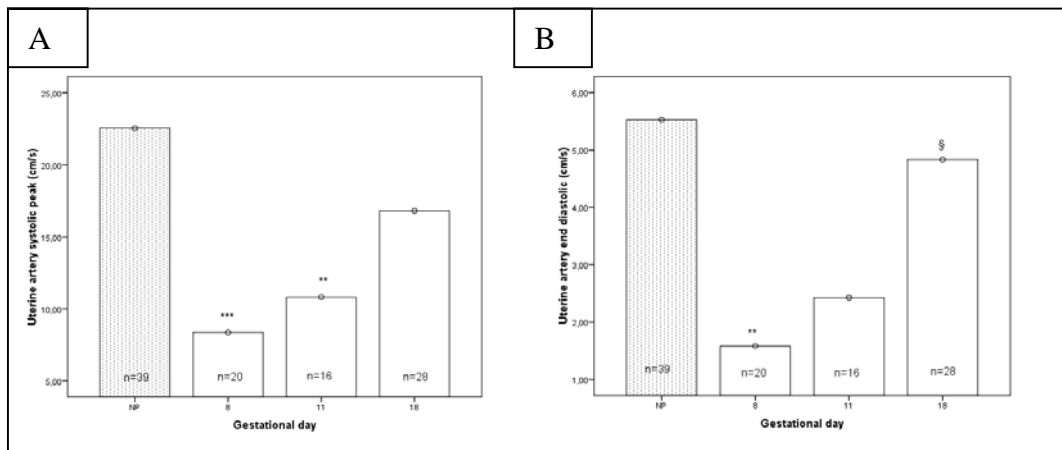 A
Uterine artery systolic peak (cm/s)
25,00
20,00
15,00
10,00
5,00
***
**
n=39
n=20
n=16
n=28
NP
8
11
18
Gestational day
B
Uterine artery end diastolic (cm/s)
6,00
5,00
4,00
3,00
2,00
1,00
**
§
n=39
n=20
n=16
n=28
NP
8
11
18
Gestational day